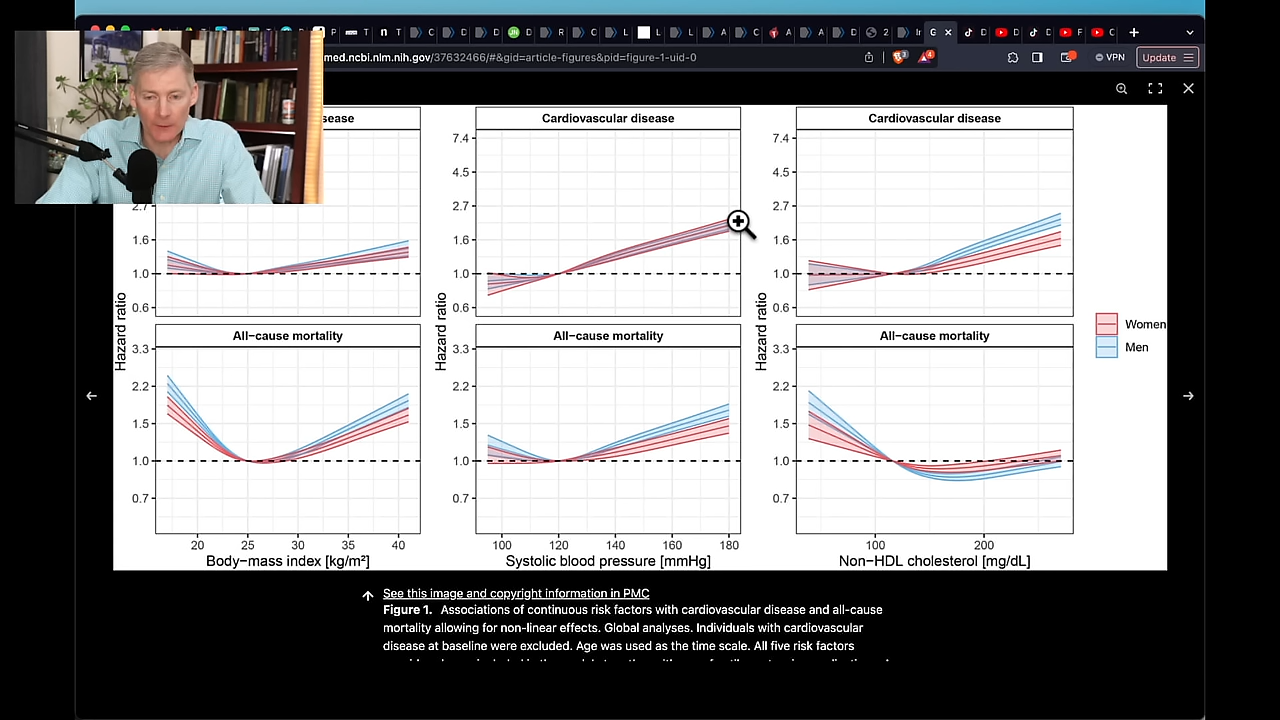 P T n T C D D JN D R C L L A C A A D 2 Ir G × D D D F C + 
med.ncbi.nlm.nih.gov/37632466/#&gid=article-figures&pid=figure-1-uid-0
VPN
Update
sease
2.7
1.6
1.0
0.6
Hazard ratio
All-cause mortality
3.3
2.2
1.5
1.0
0.7
20 25 30 35 40
Body-mass index [kg/m²]
Cardiovascular disease
7.4
4.5
2.7
1.6
1.0
0.6
Hazard ratio
All-cause mortality
3.3
2.2
1.5
1.0
0.7
100 120 140 160 180
Systolic blood pressure [mmHg]
Cardiovascular disease
7.4
4.5
2.7
1.6
1.0
0.6
Hazard ratio
All-cause mortality
3.3
2.2
1.5
1.0
0.7
100 200
Non-HDL cholesterol [mg/dL]
Women
Men
See this image and copyright information in PMC
Figure 1. Associations of continuous risk factors with cardiovascular disease and all-cause
mortality allowing for non-linear effects. Global analyses. Individuals with cardiovascular
disease at baseline were excluded. Age was used as the time scale. All five risk factors